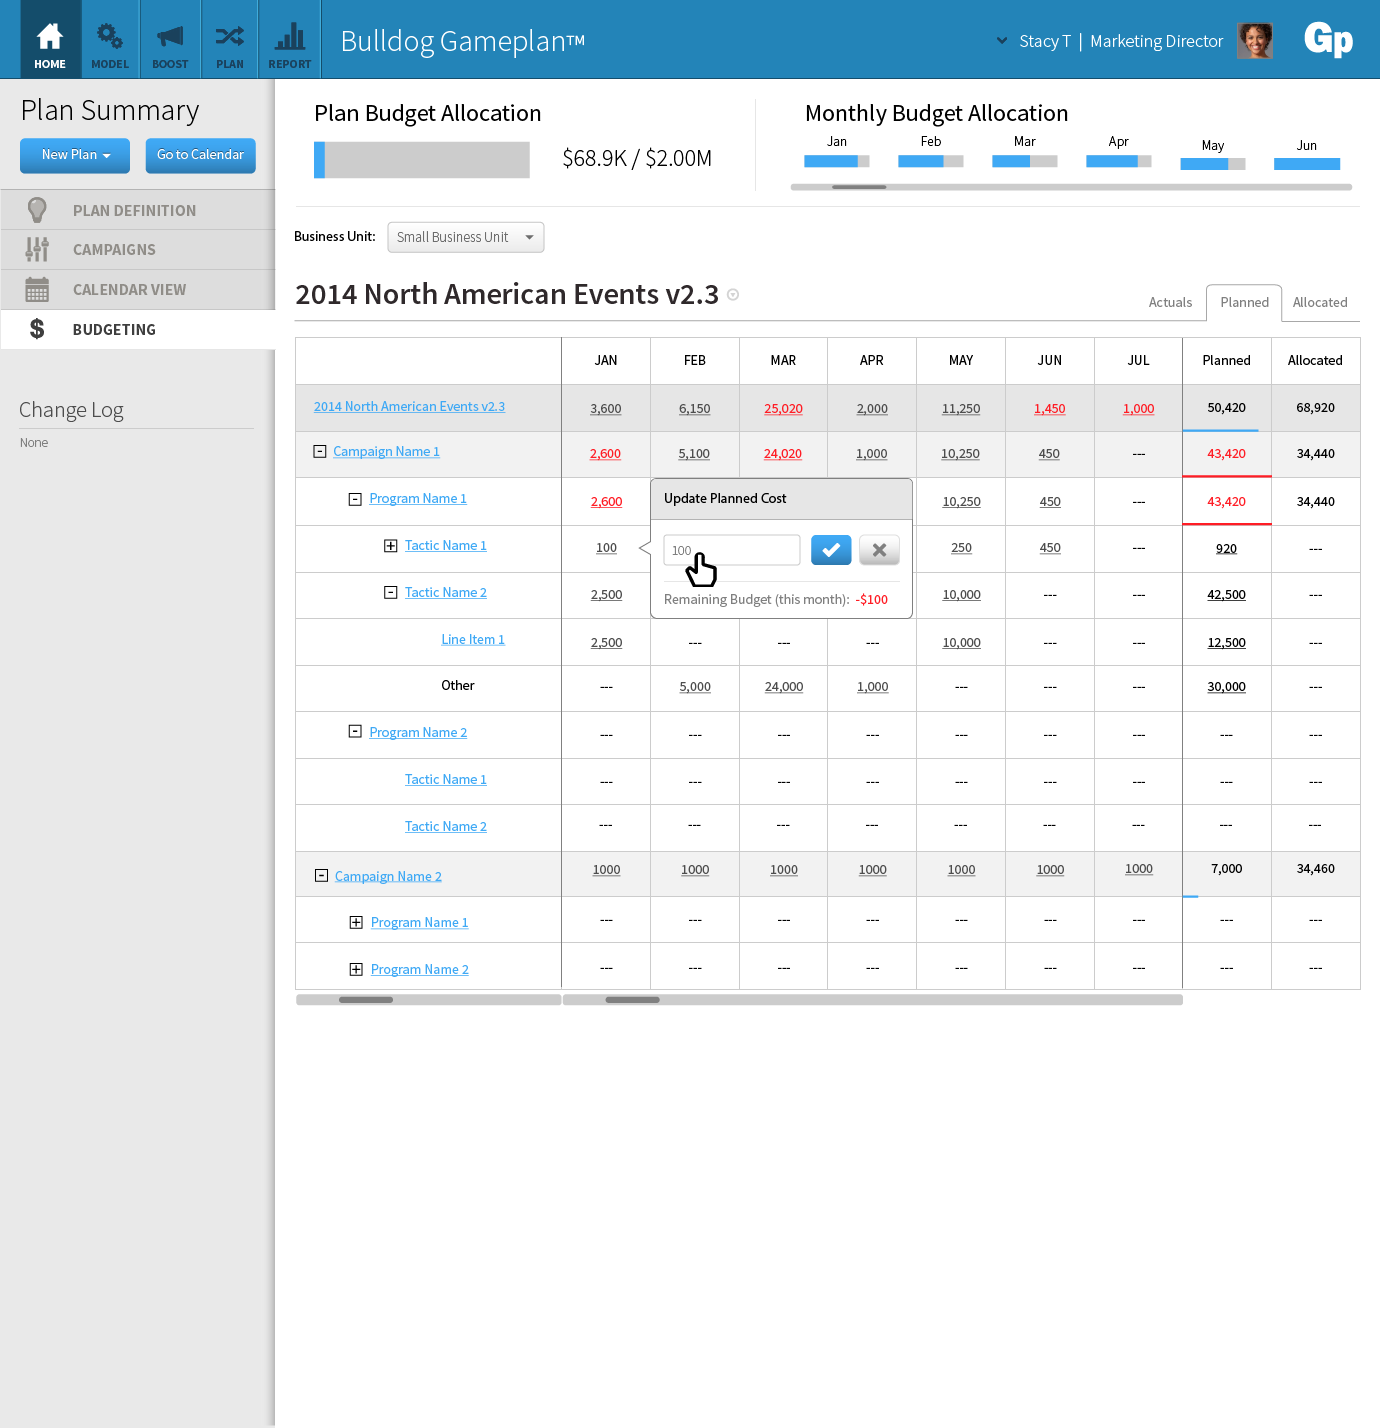 HOME MODEL BOOST PLAN REPORT
Bulldog Gameplan™
Stacy T | Marketing Director
Gp
Plan Summary
New Plan
Go to Calendar
PLAN DEFINITION
CAMPAIGNS
CALENDAR VIEW
$ BUDGETING
Change Log
None
Plan Budget Allocation
$68.9K / $2.00M
Monthly Budget Allocation
Jan Feb Mar Apr May Jun
Business Unit: Small Business Unit
2014 North American Events v2.3
Actuals Planned Allocated
JAN FEB MAR APR MAY JUN JUL Planned Allocated
2014 North American Events v2.3 3,600 6,150 25,020 2,000 11,250 1,450 1,000 50,420 68,920
Campaign Name 1 2,600 5,100 24,020 1,000 10,250 450 --- 43,420 34,440
Program Name 1 2,600 10,250 450 --- 43,420 34,440
Tactic Name 1 100 250 450 --- 920 ---
Tactic Name 2 2,500 10,000 --- --- 42,500 ---
Update Planned Cost
100
Remaining Budget (this month): -$100
Line Item 1 2,500 --- --- --- 10,000 --- --- 12,500 ---
Other --- 5,000 24,000 1,000 --- --- --- 30,000 ---
Program Name 2 --- --- --- --- --- --- --- --- ---
Tactic Name 1 --- --- --- --- --- --- --- --- ---
Tactic Name 2 --- --- --- --- --- --- --- --- ---
Campaign Name 2 1000 1000 1000 1000 1000 1000 1000 7,000 34,460
Program Name 1 --- --- --- --- --- --- --- --- ---
Program Name 2 --- --- --- --- --- --- --- --- ---